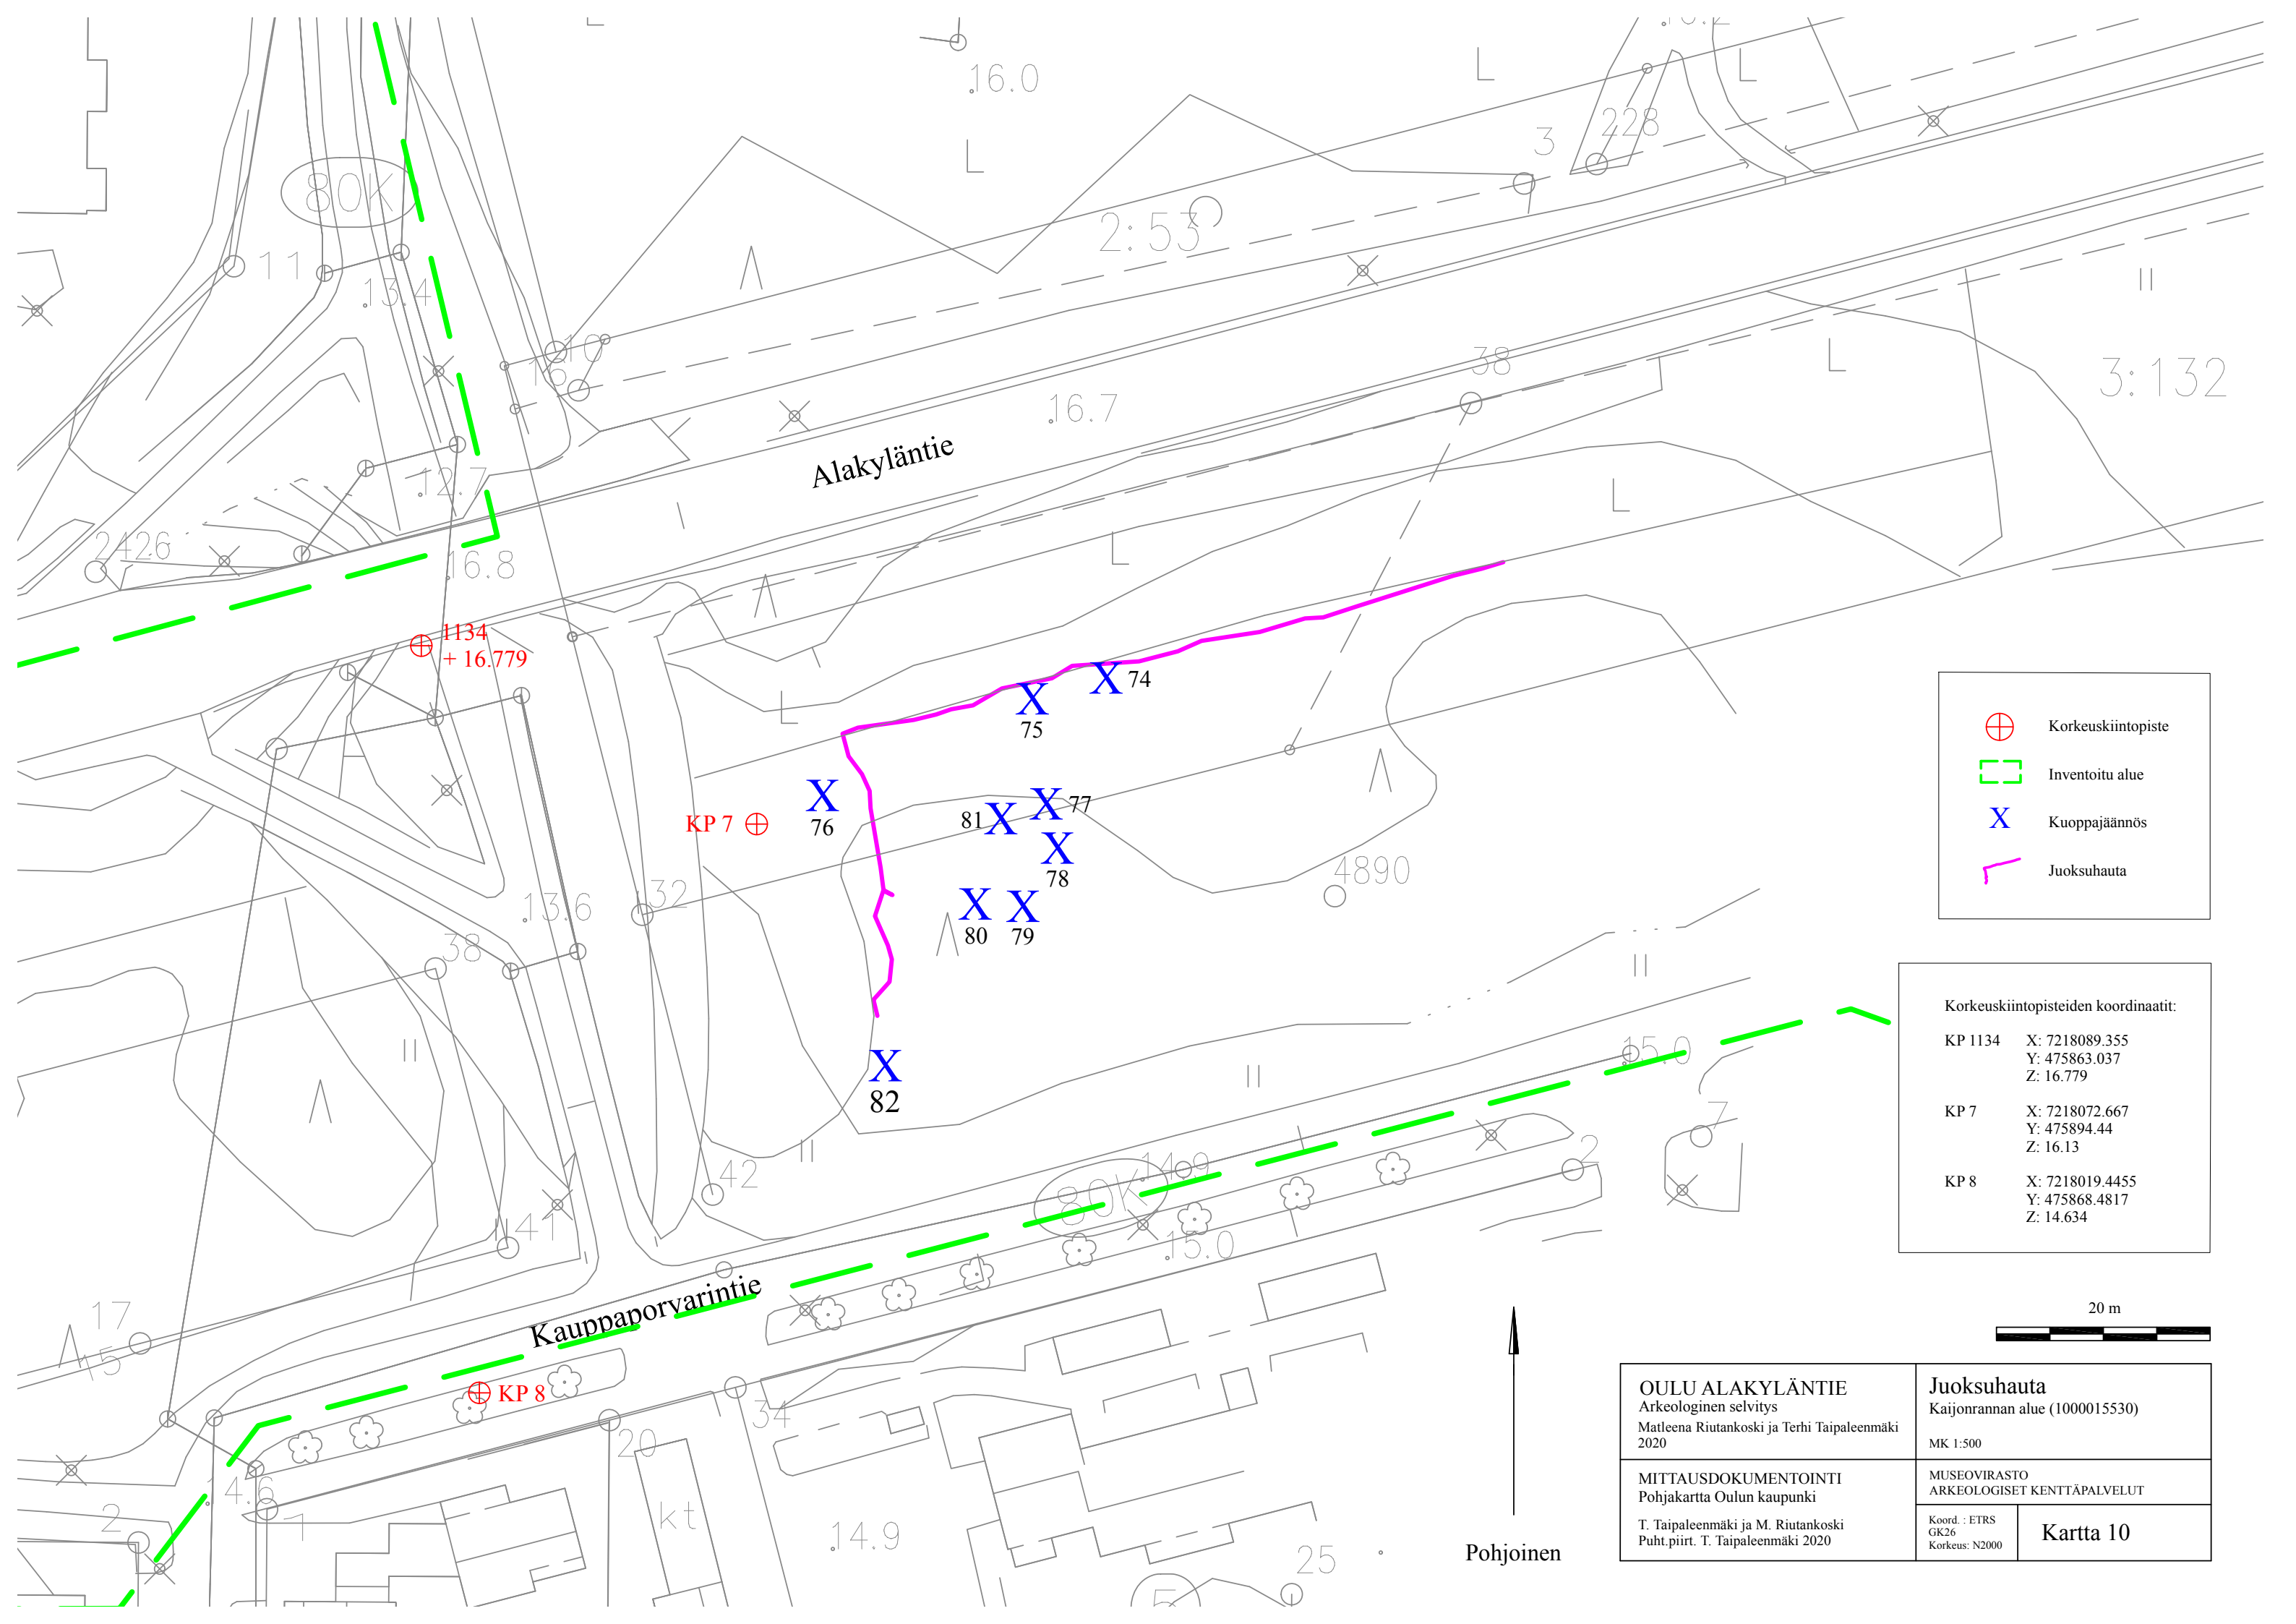 16.0
3
228
80K
2:53
11
13.4
10
16
38
3:132
16.7
Alakyläntie
12.7
2426
16.8
1134
+ 16.779
74
75
KP 7
76
81
77
78
80
79
4890
32
13.6
38
82
15.0
7
2
14.9
80K
15.0
42
41
17
15
Kauppaporvarintie
KP 8
34
20
kt
1
2
14.9
25
5
Korkeuskiintopiste
Inventoitu alue
X Kuoppajäännös
Juoksuhauta
Korkeuskiintopisteiden koordinaatit:
KP 1134 X: 7218089.355
Y: 475863.037
Z: 16.779
KP 7 X: 7218072.667
Y: 475894.44
Z: 16.13
KP 8 X: 7218019.4455
Y: 475868.4817
Z: 14.634
20 m
Pohjoinen
OULU ALAKYLÄNTIE
Arkeologinen selvitys
Matleena Riutankoski ja Terhi Taipaleenmäki
2020
Juoksuhauta
Kaijonrannan alue (1000015530)
MK 1:500
MITTAUSDOKUMENTOINTI
Pohjakartta Oulun kaupunki
T. Taipaleenmäki ja M. Riutankoski
Puht.piirt. T. Taipaleenmäki 2020
MUSEOVIRASTO
ARKEOLOGISET KENTTÄPALVELUT
Koord. : ETRS
GK26
Korkeus: N2000
Kartta 10